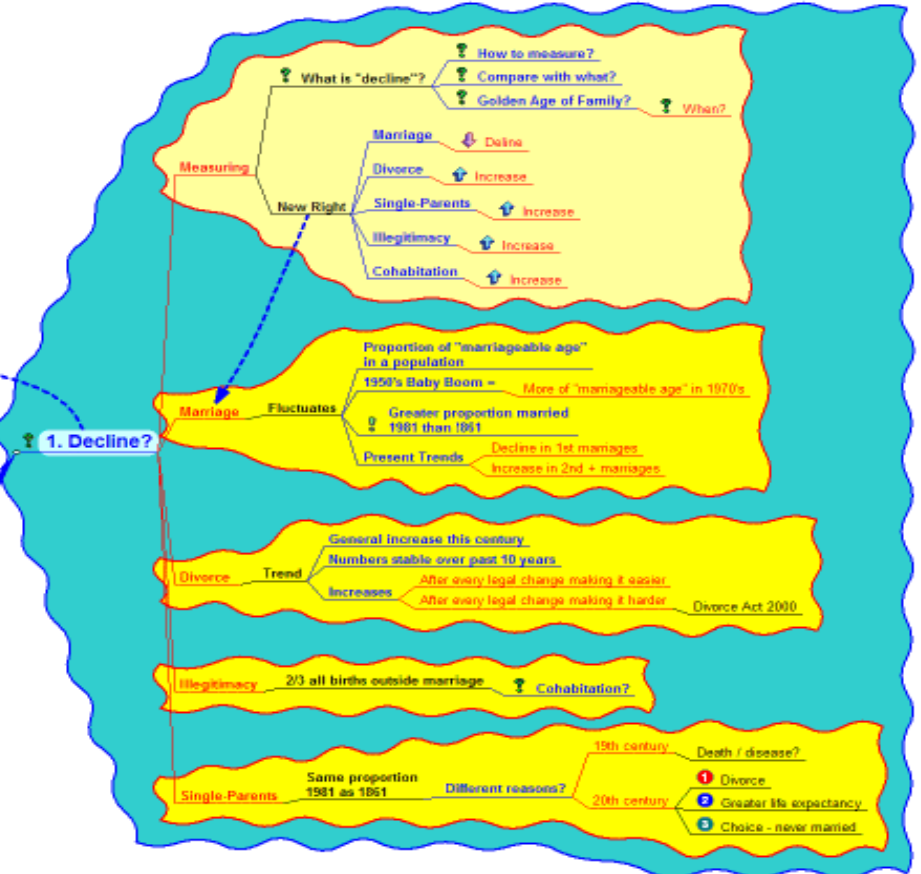 How to measure?
What is "decline"?
Compare with what?
Golden Age of Family?
When?
Marriage
Deline
Measuring
Divorce
Increase
New Right
Single-Parents
Increase
Illegitimacy
Increase
Cohabitation
Increase
Proportion of "marriageable age"
in a population
1950's Baby Boom =
More of "marriageable age" in 1970's
Marriage
Fluctuates
Greater proportion married
1981 than !861
Present Trends
Decline in 1st marriages
Increase in 2nd + marriages
1. Decline?
General increase this century
Numbers stable over past 10 years
Divorce
Trend
Increases
After every legal change making it easier
After every legal change making it harder
Divorce Act 2000
Illegitimacy
2/3 all births outside marriage
Cohabitation?
Single-Parents
Same proportion
1981 as 1861
Different reasons?
19th century
Death / disease?
20th century
1 Divorce
2 Greater life expectancy
3 Choice - never married